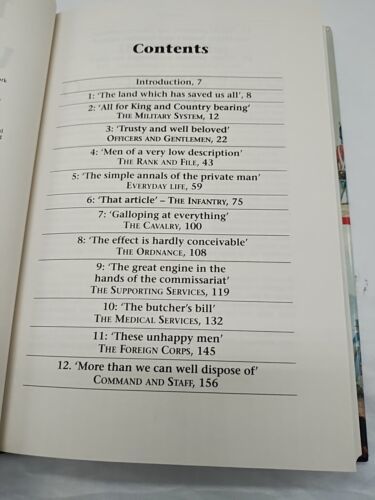 Contents
Introduction, 7
1: ‘The land which has saved us all’, 8
2: ‘All for King and Country bearing’
THE MILITARY SYSTEM, 12
3: ‘Trusty and well beloved’
OFFICERS AND GENTLEMEN, 22
4: ‘Men of a very low description’
THE RANK AND FILE, 43
5: ‘The simple annals of the private man’
EVERYDAY LIFE, 59
6: ‘That article’ – THE INFANTRY, 75
7: ‘Galloping at everything’
THE CAVALRY, 100
8: ‘The effect is hardly conceivable’
THE ORDNANCE, 108
9: ‘The great engine in the
hands of the commissariat’
THE SUPPORTING SERVICES, 119
10: ‘The butcher’s bill’
THE MEDICAL SERVICES, 132
11: ‘These unhappy men’
THE FOREIGN CORPS, 145
12. ‘More than we can well dispose of’
COMMAND AND STAFF, 156